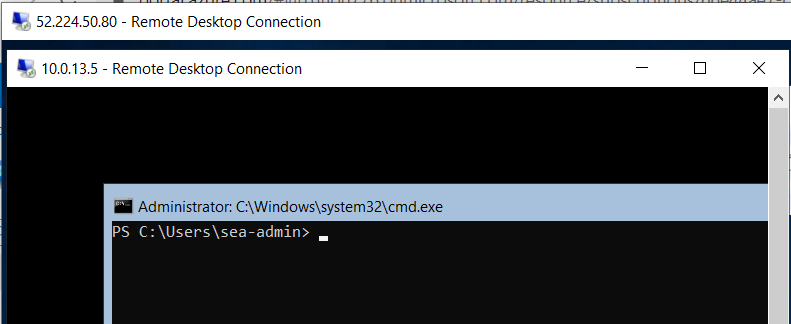 52.224.50.80 - Remote Desktop Connection
10.0.13.5 - Remote Desktop Connection
Administrator: C:\Windows\system32\cmd.exe
PS C:\Users\sea-admin>